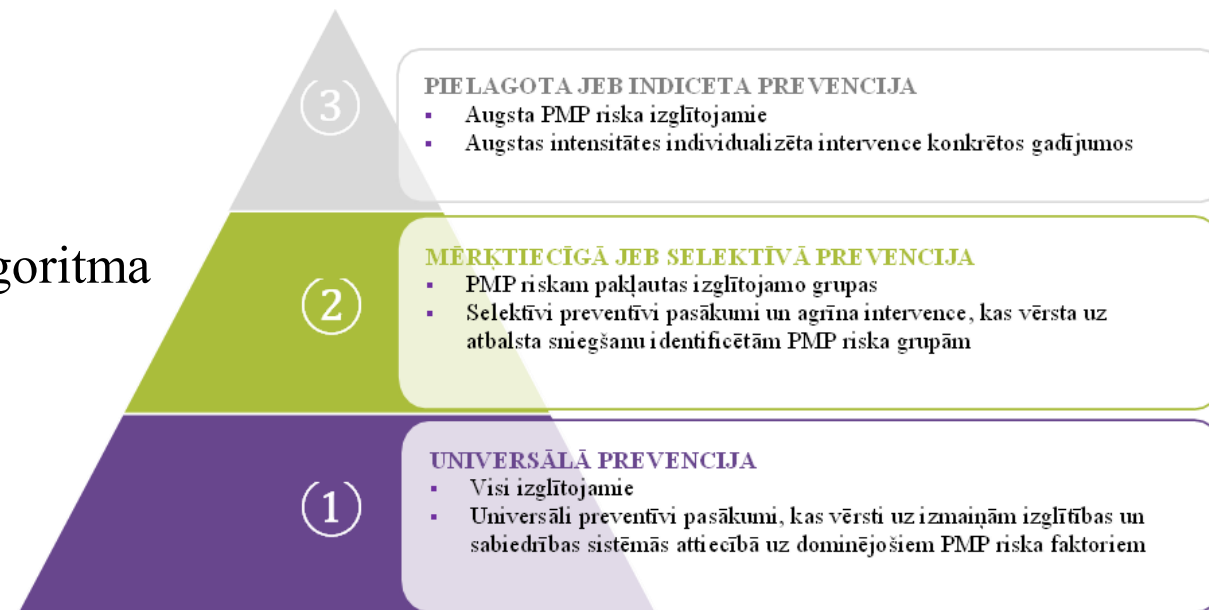 ③
PIELAGOTA JEB INDICETA PREVENCIJA
▪ Augsta PMP riska izglītojamie
▪ Augstas intensitātes individualizēta intervence konkrētos gadījumos
goritma
②
MĒRĶTIECĪGĀ JEB SELEKTĪVĀ PREVENCIJA
▪ PMP riskam pakļautas izglītojamo grupas
▪ Selektīvi preventīvi pasākumi un agrīna intervence, kas vērsta uz
atbalsta sniegšanu identificētām PMP riska grupām
①
UNIVERSĀLĀ PREVENCIJA
▪ Visi izglītojamie
▪ Universāli preventīvi pasākumi, kas vērsti uz izmaiņām izglītības un
sabiedrības sistēmās attiecībā uz dominējošiem PMP riska faktoriem